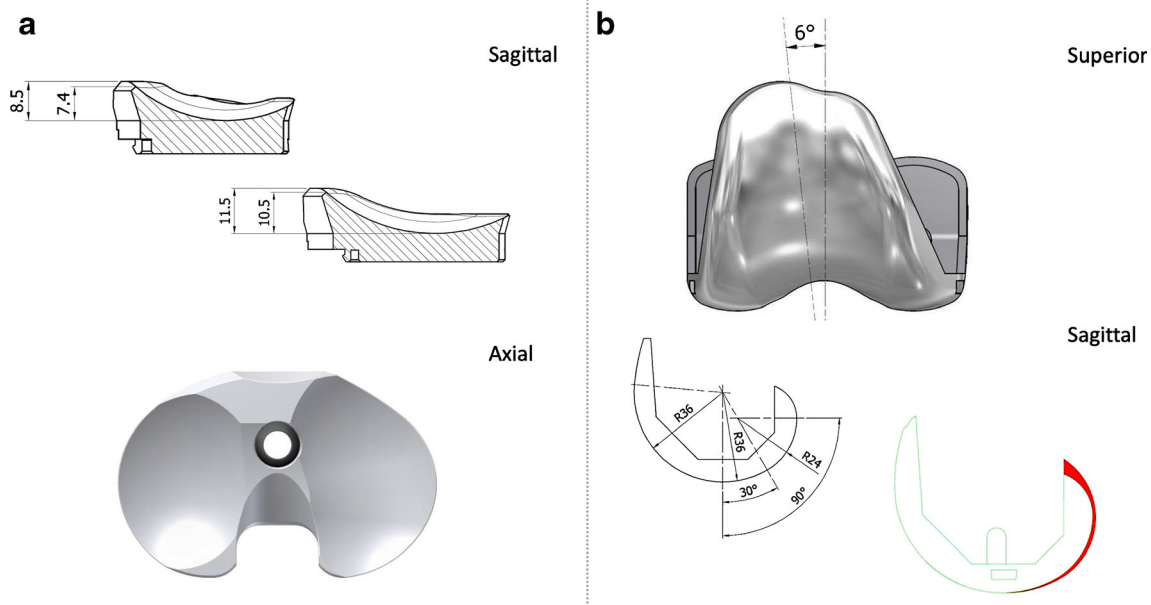 a
Sagittal
8.5
7.4
11.5
10.5
Axial
b
6°
Superior
Sagittal
R36
R36
R24
30°
90°